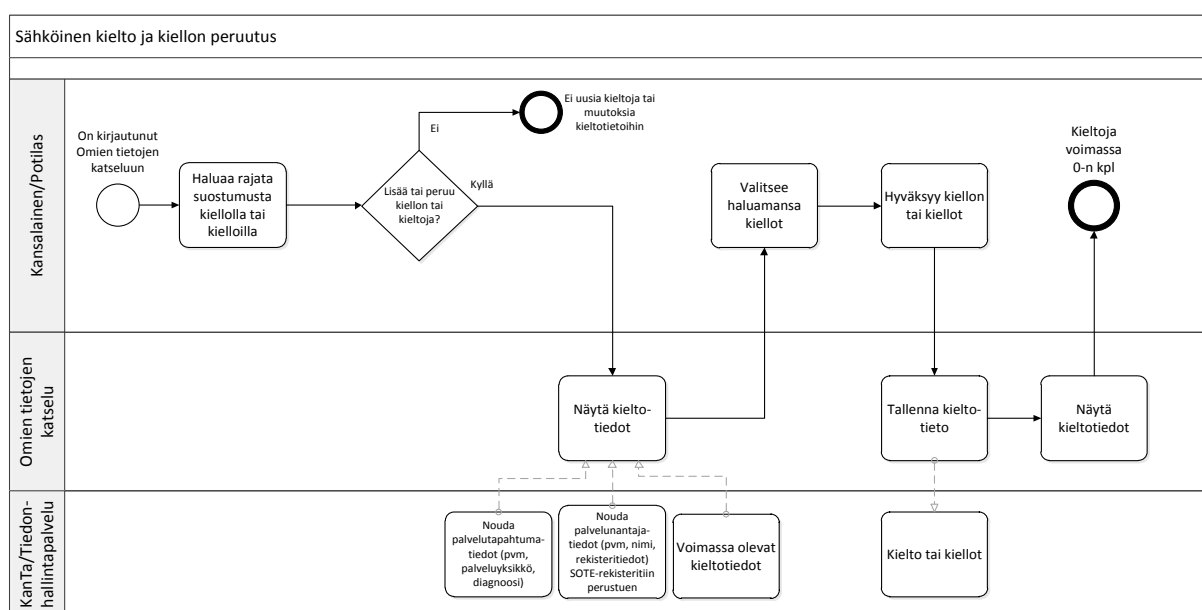 Sähköinen kielto ja kiellon peruutus
Kansalainen/Potilas
On kirjautunut
Omien tietojen
katseluun
Haluaa rajata
suostumusta
kiellolla tai
kielloilla
Lisää tai peruu
kiellon tai
kieltoja?
Ei
Ei uusia kieltoja tai
muutoksia
kieltotietoihin
Kyllä
Valitsee
haluamansa
kiellot
Hyväksyy kiellon
tai kiellot
Kieltoja
voimassa
0-n kpl
Omien tietojen
katselu
Näytä kielto-
tiedot
Tallenna kielto-
tieto
Näytä
kieltotiedot
KanTa/Tiedon-
hallintapalvelu
Nouda
palvelutapahtuma-
tiedot (pvm,
palveluyksikkö,
diagnoosi)
Nouda
palvelunantaja-
tiedot (pvm, nimi,
rekisteritiedot)
SOTE-rekisteritiin
perustuen
Voimassa olevat
kieltotiedot
Kielto tai kiellot